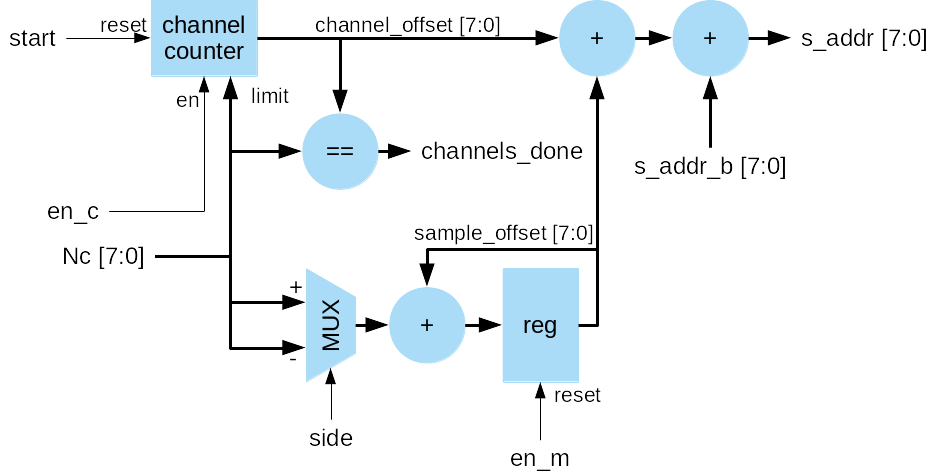 start
reset
channel
counter
channel_offset [7:0]
+
+
s_addr [7:0]
en
limit
==
channels_done
s_addr_b [7:0]
en_c
Nc [7:0]
sample_offset [7:0]
+
-
MUX
+
reg
reset
side
en_m